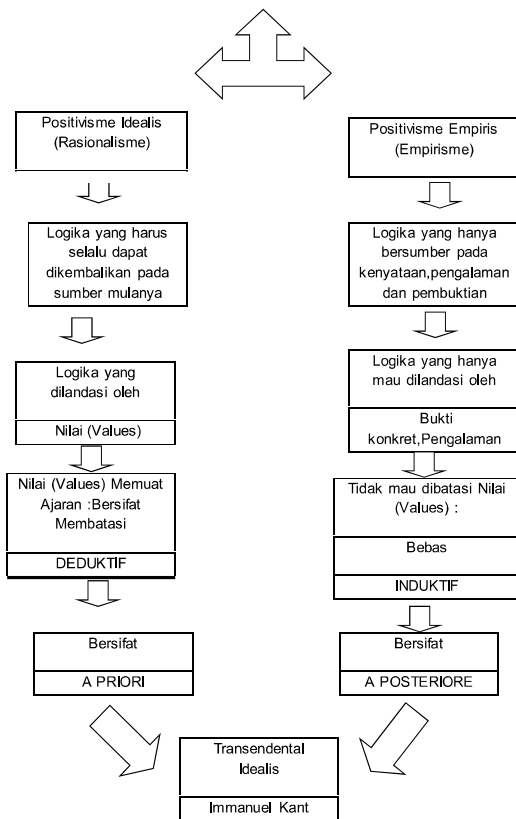 Positivisme Idealis
(Rasionalisme)
Logika yang harus
selalu dapat
dikembalikan pada
sumber mulanya
Logika yang
dilandasi oleh
Nilai (Values)
Nilai (Values) Memuat
Ajaran :Bersifat
Membatasi
DEDUKTIF
Bersifat
A PRIORI
Positivisme Empiris
(Empirisme)
Logika yang hanya
bersumber pada
kenyataan,pengalaman
dan pembuktian
Logika yang hanya
mau dilandasi oleh
Bukti
konkret,Pengalaman
Tidak mau dibatasi Nilai
(Values) :
Bebas
INDUKTIF
Bersifat
A POSTERIORE
Transendental
Idealis
Immanuel Kant